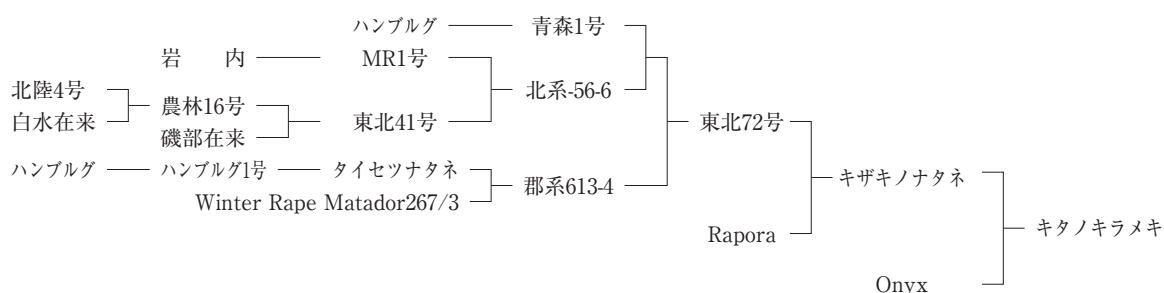 ハンブルグ 青森1号
岩 内 MR1号
北陸4号 農林16号 北系-56-6
白水在来 磯部在来 東北41号 東北72号
ハンブルグ ハンブルグ1号 タイセツナタネ 郡系613-4 キザキノナタネ
Winter Rape Matador267/3
Rapora キタノキラメキ
Onyx